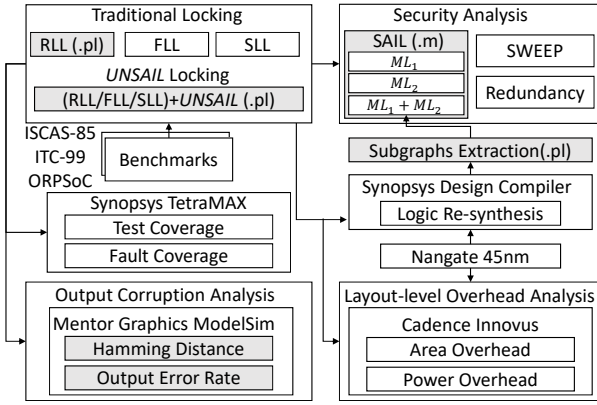 Traditional Locking
RLL (.pl)
FLL
SLL
UNSAIL Locking
(RLL/FLL/SLL)+UNSAIL (.pl)
ISCAS-85
ITC-99
ORPSoC
Benchmarks
Synopsys TetraMAX
Test Coverage
Fault Coverage
Output Corruption Analysis
Mentor Graphics ModelSim
Hamming Distance
Output Error Rate
Security Analysis
SAIL (.m)
ML₁
ML₂
ML₁ + ML₂
SWEEP
Redundancy
Subgraphs Extraction(.pl)
Synopsys Design Compiler
Logic Re-synthesis
Nangate 45nm
Layout-level Overhead Analysis
Cadence Innovus
Area Overhead
Power Overhead